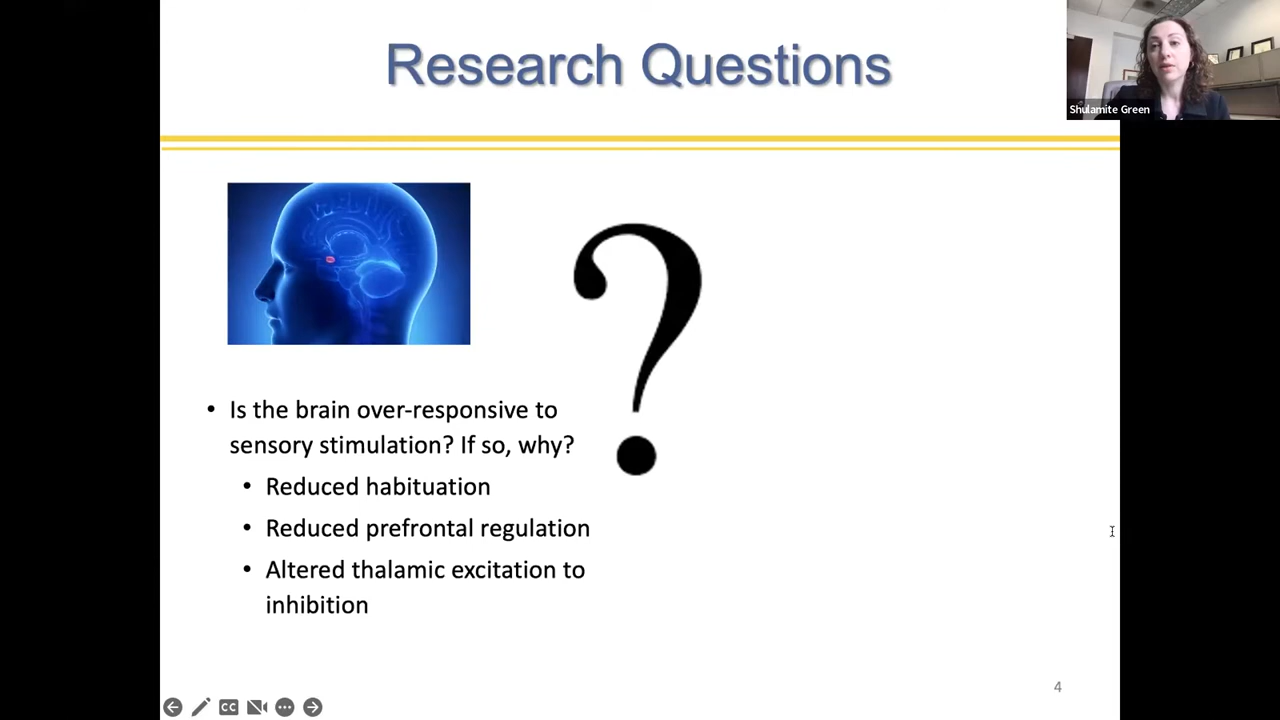 Research Questions
Shulamite Green
• Is the brain over-responsive to
sensory stimulation? If so, why?
• Reduced habituation
• Reduced prefrontal regulation
• Altered thalamic excitation to
inhibition
4
CC